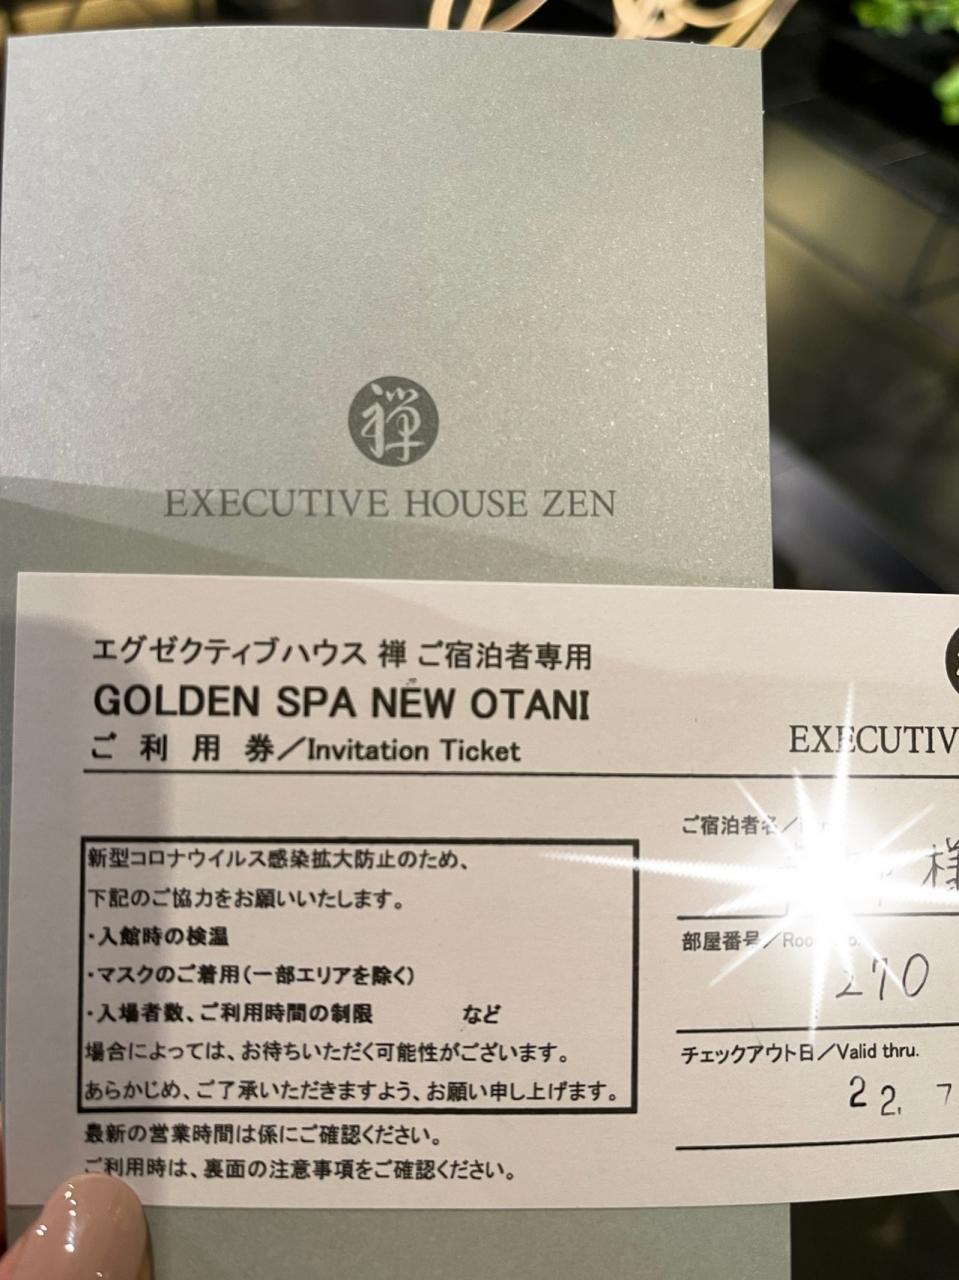 禅
EXECUTIVE HOUSE ZEN
エグゼクティブハウス 禅 ご宿泊者専用
GOLDEN SPA NEW OTANI
ご利用券／Invitation Ticket
EXECUTIV
新型コロナウイルス感染拡大防止のため、
下記のご協力をお願いいたします。
・入館時の検温
・マスクのご着用(一部エリアを除く)
・入場者数、ご利用時間の制限 など
場合によっては、お待ちいただく可能性がございます。
あらかじめ、ご了承いただきますよう、お願い申し上げます。
最新の営業時間は係にご確認ください。
ご利用時は、裏面の注意事項をご確認ください。
ご宿泊者名／
様
部屋番号／Roo
270
チェックアウト日／Valid thru.
22. 7